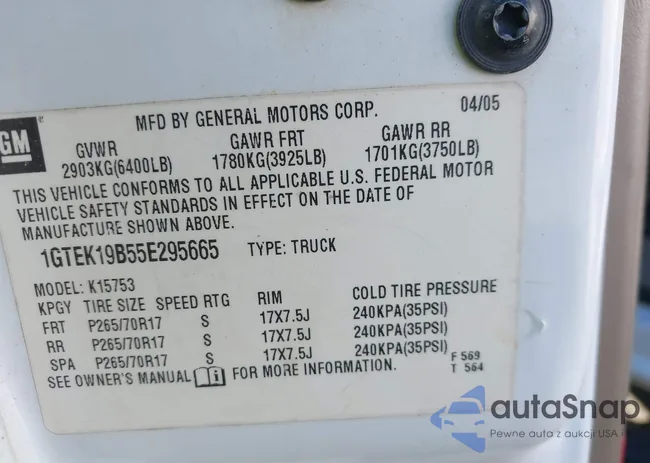 MFD BY GENERAL MOTORS CORP. 04/05
GM
GVWR GAWR FRT GAWR RR
2903KG(6400LB) 1780KG(3925LB) 1701KG(3750LB)
THIS VEHICLE CONFORMS TO ALL APPLICABLE U.S. FEDERAL MOTOR
VEHICLE SAFETY STANDARDS IN EFFECT ON THE DATE OF
MANUFACTURE SHOWN ABOVE.
1GTEK19B55E295665 TYPE: TRUCK
MODEL: K15753
KPGY TIRE SIZE SPEED RTG RIM COLD TIRE PRESSURE
FRT P265/70R17 S 17X7.5J 240KPA(35PSI)
RR P265/70R17 S 17X7.5J 240KPA(35PSI)
SPA P265/70R17 S 17X7.5J 240KPA(35PSI)
SEE OWNER'S MANUAL FOR MORE INFORMATION.
F 569
T 564
autaSnap
Pewne auta z aukcji USA